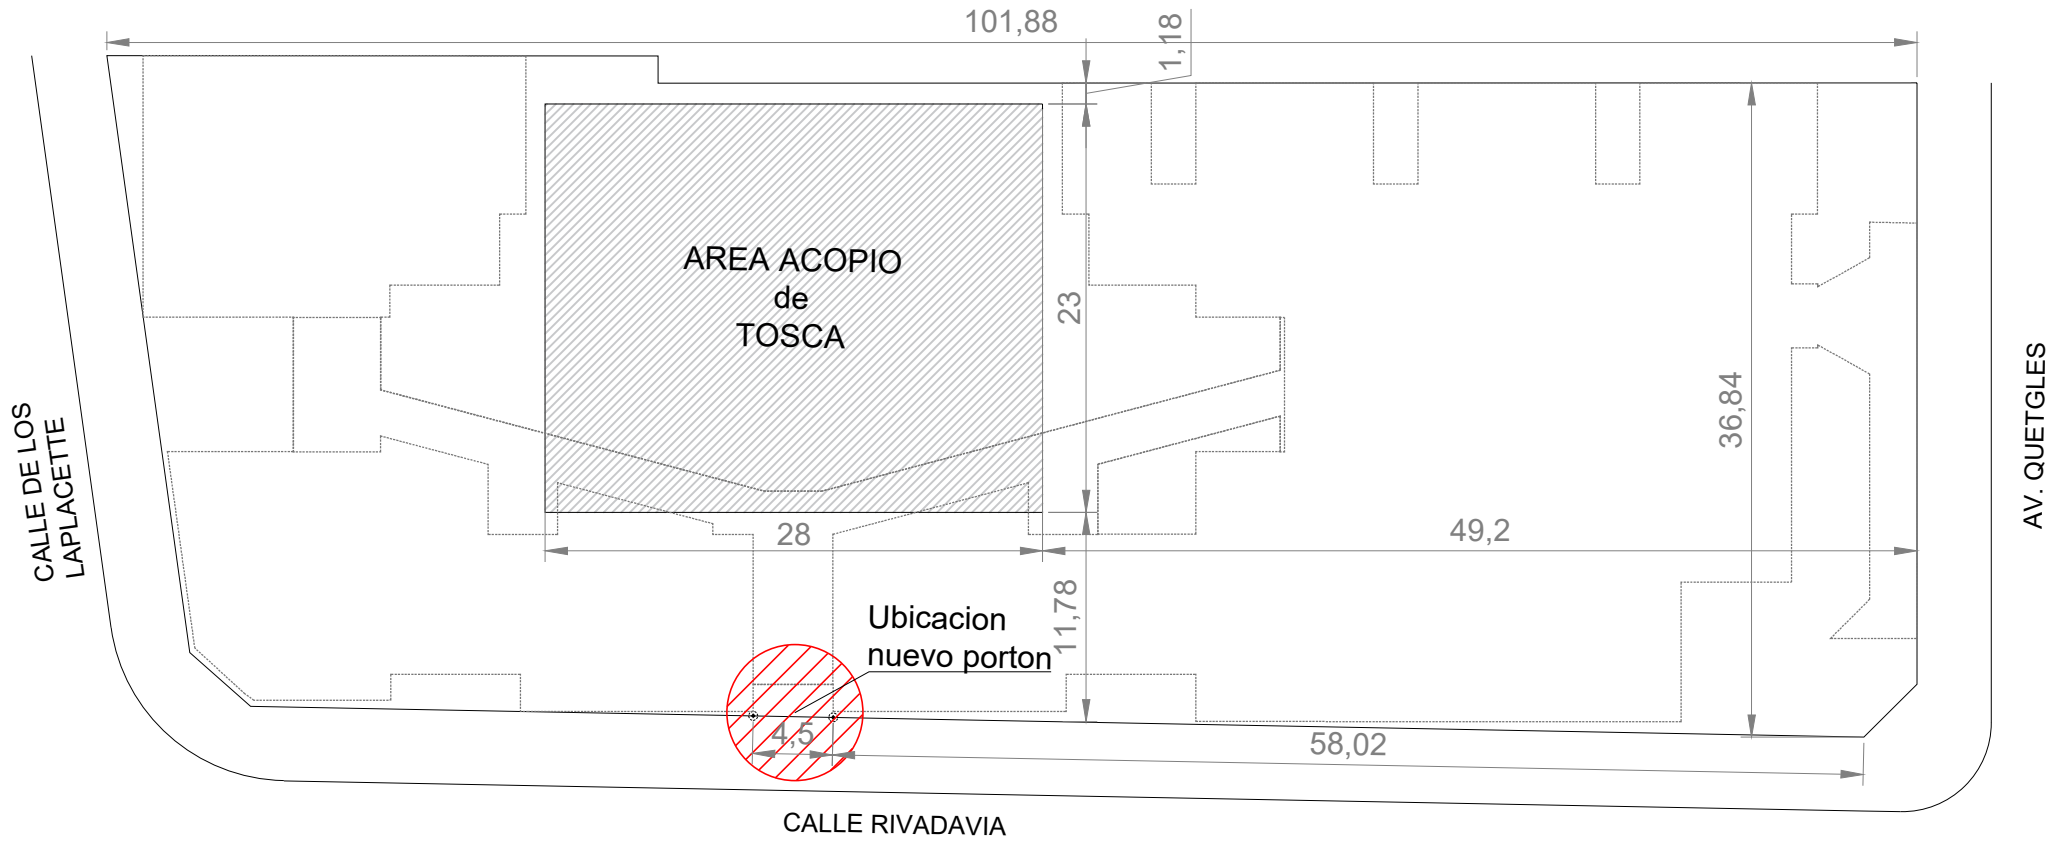 101,88
1,18
AREA ACOPIO
de
TOSCA
23
36,84
CALLE DE LOS
LAPLACETTE
AV. QUETGLES
28
49,2
11,78
Ubicacion
nuevo porton
4,5
58,02
CALLE RIVADAVIA